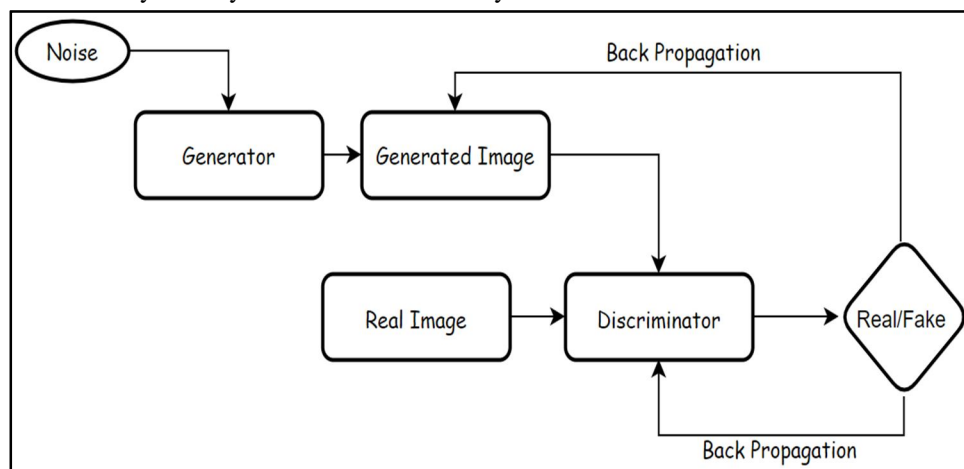 Noise
Back Propagation
Generator
Generated Image
Real Image
Discriminator
Real/Fake
Back Propagation